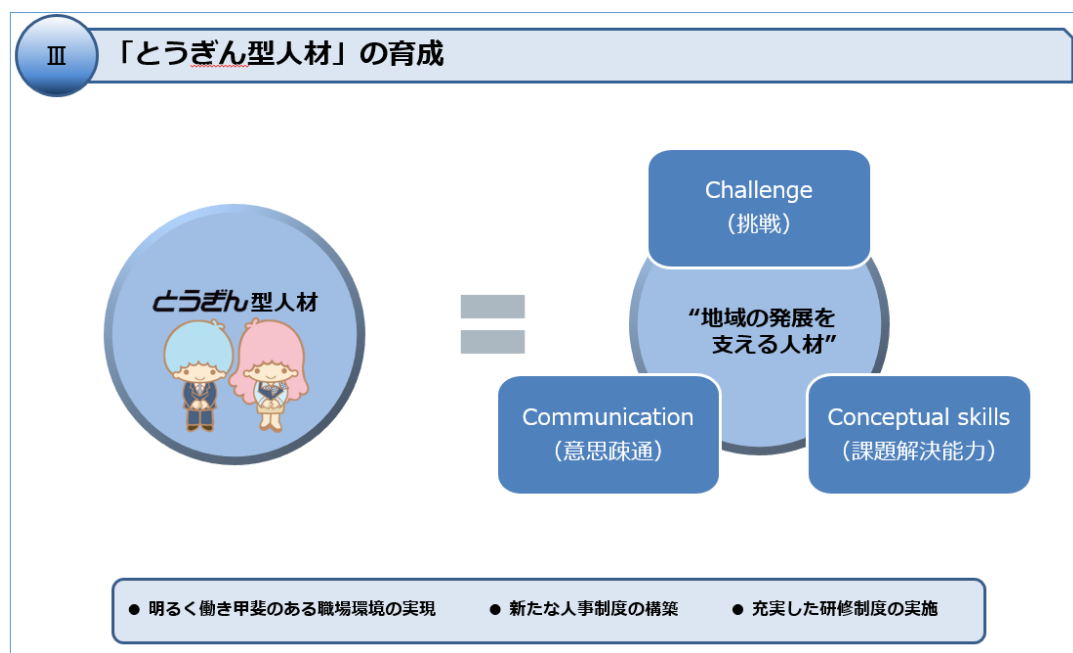 Ⅲ
「とうぎん型人材」の育成
とうぎん型人材
Challenge
（挑戦）
“地域の発展を
支える人材”
Communication
（意思疎通）
Conceptual skills
（課題解決能力）
● 明るく働き甲斐のある職場環境の実現 ● 新たな人事制度の構築 ● 充実した研修制度の実施